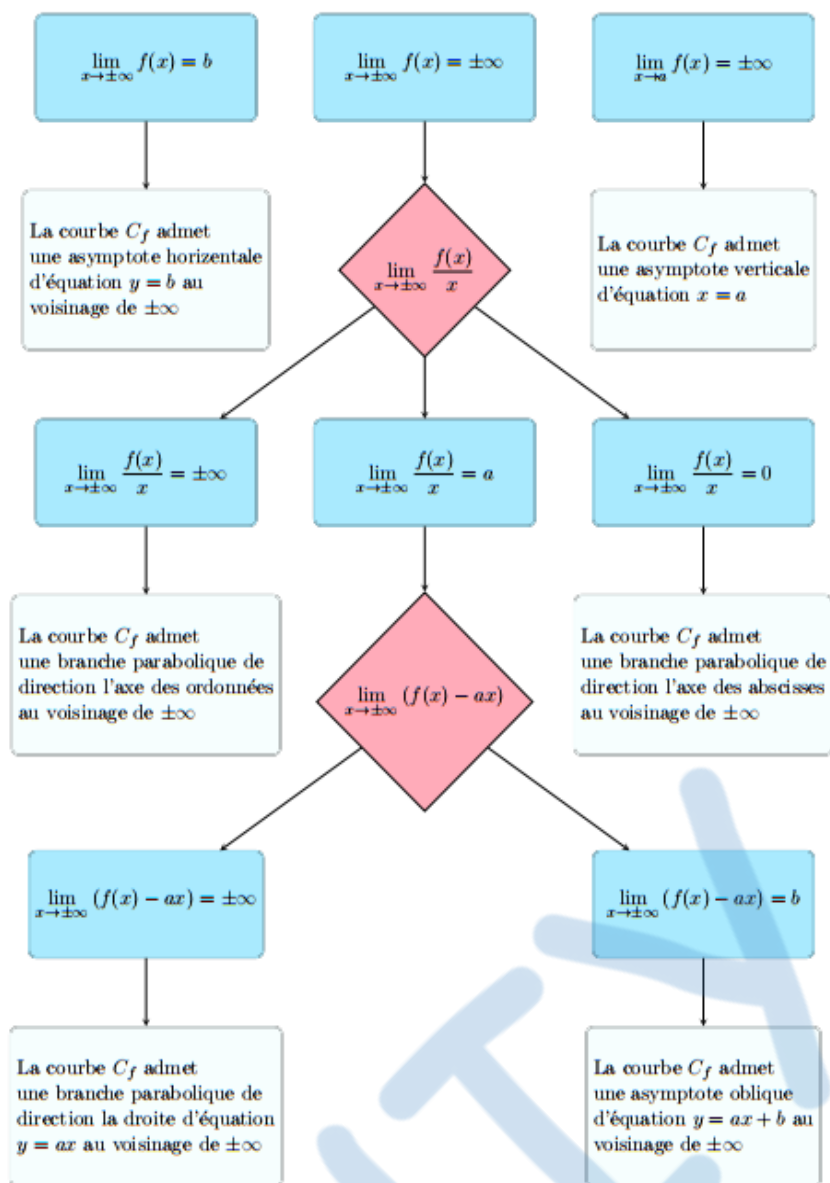 lim_{x→±∞} f(x) = b
lim_{x→±∞} f(x) = ±∞
lim_{x→a} f(x) = ±∞
La courbe C_f admet
une asymptote horizentale
d'équation y = b au
voisinage de ±∞
lim_{x→±∞} f(x)/x
La courbe C_f admet
une asymptote verticale
d'équation x = a
lim_{x→±∞} f(x)/x = ±∞
lim_{x→±∞} f(x)/x = a
lim_{x→±∞} f(x)/x = 0
La courbe C_f admet
une branche parabolique de
direction l'axe des ordonnées
au voisinage de ±∞
lim_{x→±∞} (f(x) − ax)
La courbe C_f admet
une branche parabolique de
direction l'axe des abscisses
au voisinage de ±∞
lim_{x→±∞} (f(x) − ax) = ±∞
lim_{x→±∞} (f(x) − ax) = b
La courbe C_f admet
une branche parabolique de
direction la droite d'équation
y = ax au voisinage de ±∞
La courbe C_f admet
une asymptote oblique
d'équation y = ax + b au
voisinage de ±∞